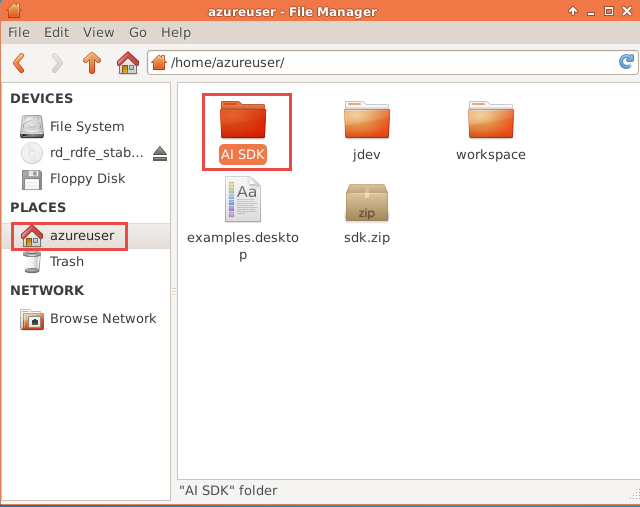 azureuser - File Manager
File Edit View Go Help
/home/azureuser/
DEVICES
File System
rd_rdfe_stab...
Floppy Disk
PLACES
azureuser
Trash
NETWORK
Browse Network
AI SDK
jdev
workspace
Aa
examples.deskto
p
zip
sdk.zip
"AI SDK" folder